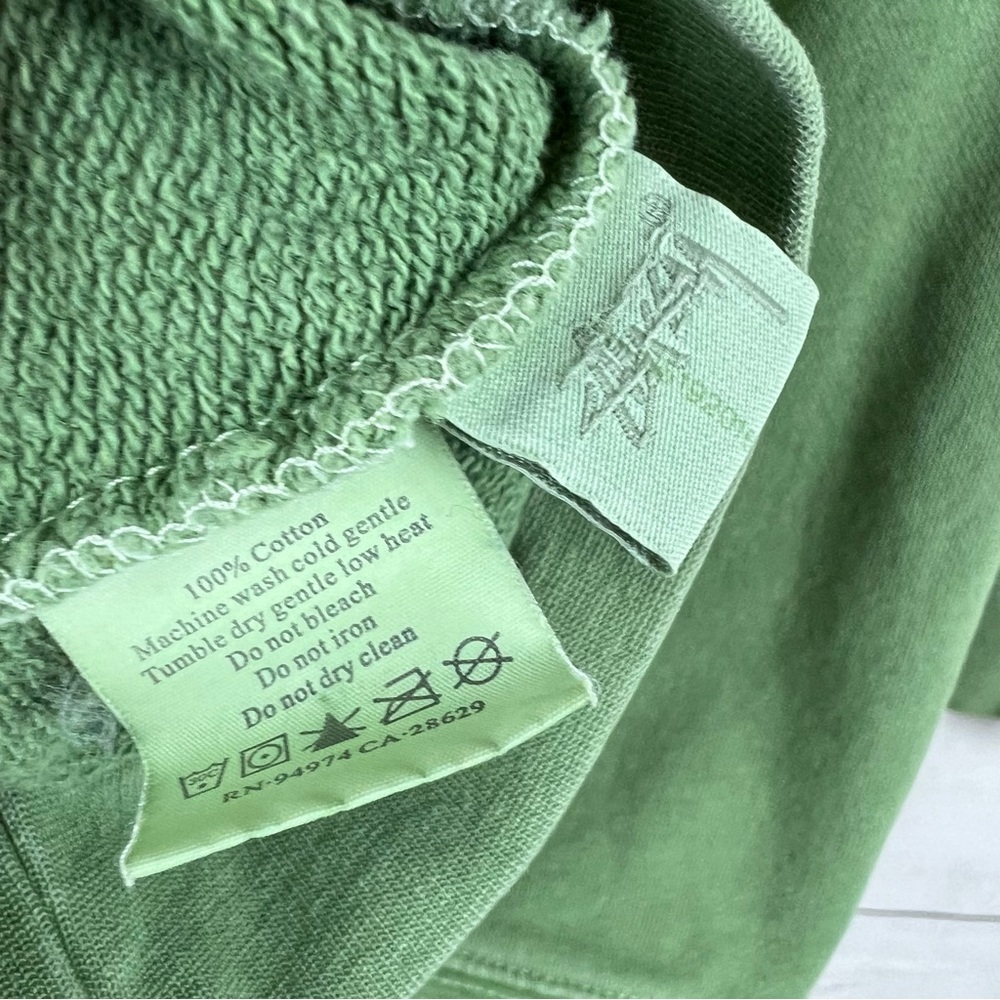 100% Cotton
Machine wash cold gentle
Tumble dry gentle low heat
Do not bleach
Do not iron
Do not dry clean
30C
RN-94974 CA-28629
®